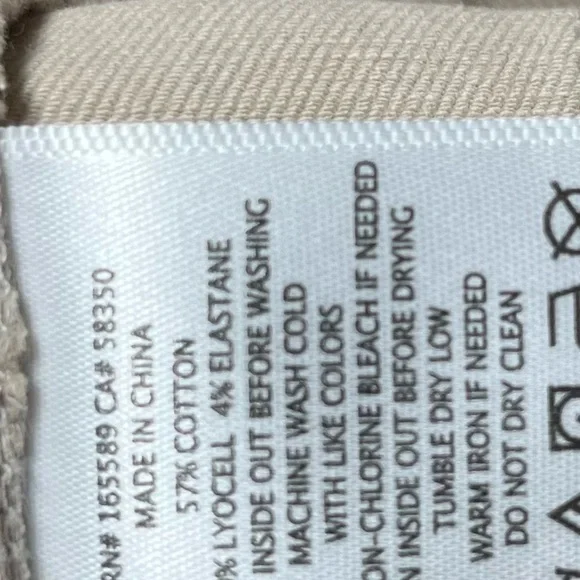 RN# 165589 CA# 58350
MADE IN CHINA
57% COTTON
% LYOCELL 4% ELASTANE
INSIDE OUT BEFORE WASHING
MACHINE WASH COLD
WITH LIKE COLORS
ON-CHLORINE BLEACH IF NEEDED
N INSIDE OUT BEFORE DRYING
TUMBLE DRY LOW
WARM IRON IF NEEDED
DO NOT DRY CLEAN